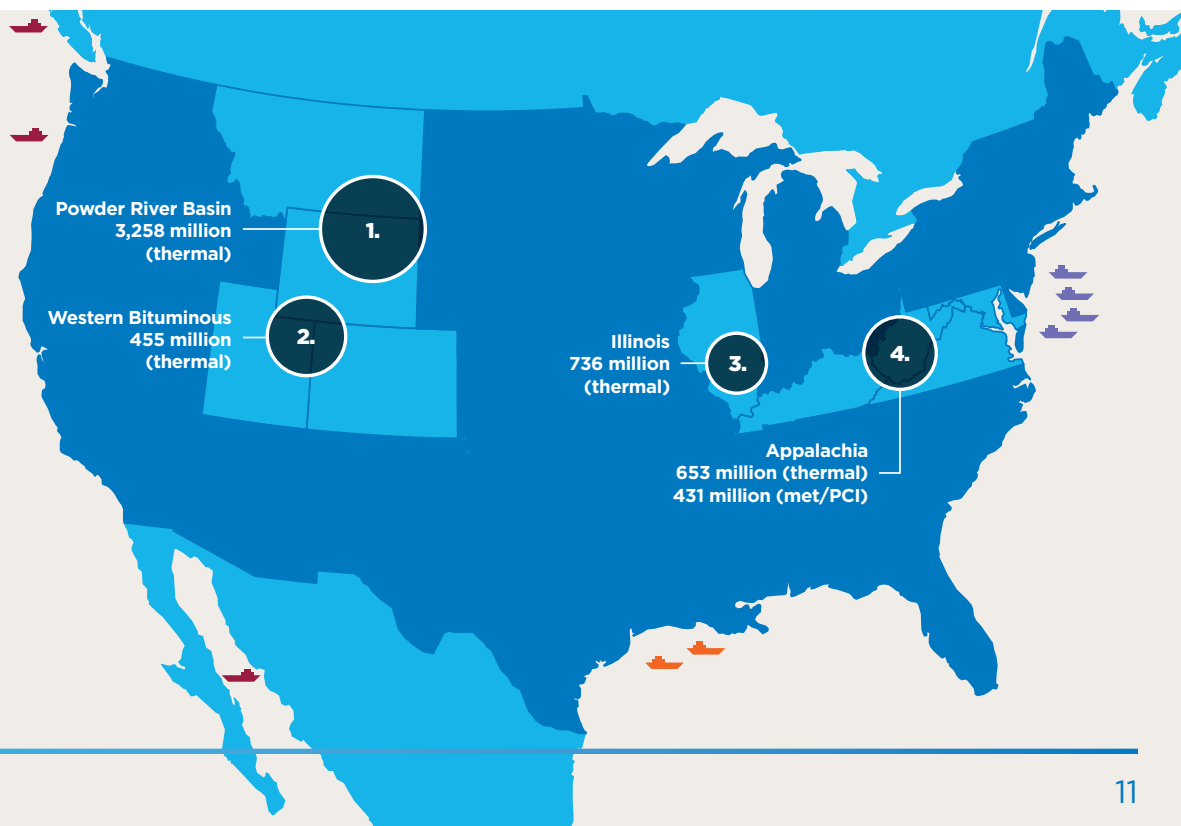 Powder River Basin
3,258 million
(thermal)
1.
Western Bituminous
455 million
(thermal)
2.
Illinois
736 million
(thermal)
3.
4.
Appalachia
653 million (thermal)
431 million (met/PCI)
11